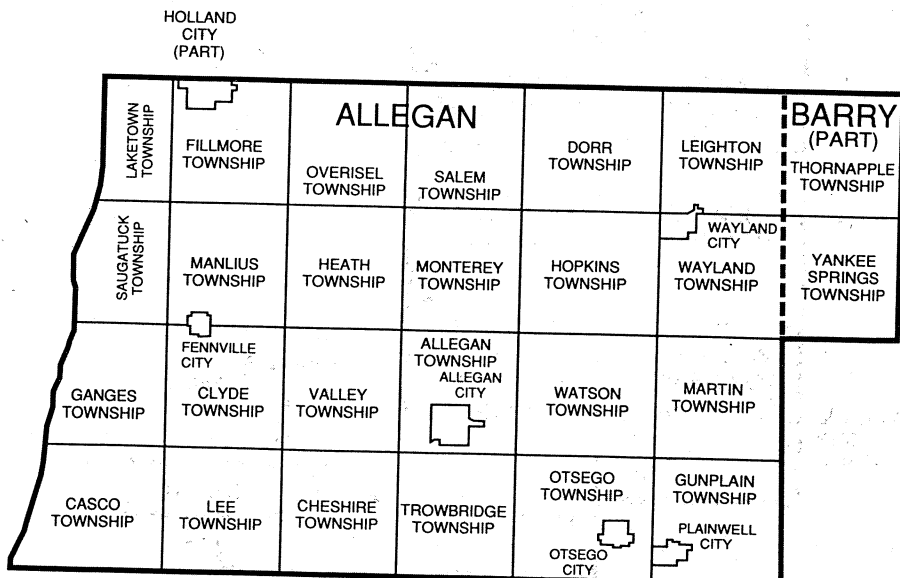 HOLLAND
CITY
(PART)
ALLEGAN
BARRY
(PART)
LAKETOWN
TOWNSHIP
FILLMORE
TOWNSHIP
OVERISEL
TOWNSHIP
SALEM
TOWNSHIP
DORR
TOWNSHIP
LEIGHTON
TOWNSHIP
THORNAPPLE
TOWNSHIP
SAUGATUCK
TOWNSHIP
MANLIUS
TOWNSHIP
HEATH
TOWNSHIP
MONTEREY
TOWNSHIP
HOPKINS
TOWNSHIP
WAYLAND
CITY
WAYLAND
TOWNSHIP
YANKEE
SPRINGS
TOWNSHIP
FENNVILLE
CITY
GANGES
TOWNSHIP
CLYDE
TOWNSHIP
VALLEY
TOWNSHIP
ALLEGAN
TOWNSHIP
ALLEGAN
CITY
WATSON
TOWNSHIP
MARTIN
TOWNSHIP
CASCO
TOWNSHIP
LEE
TOWNSHIP
CHESHIRE
TOWNSHIP
TROWBRIDGE
TOWNSHIP
OTSEGO
TOWNSHIP
OTSEGO
CITY
GUNPLAIN
TOWNSHIP
PLAINWELL
CITY